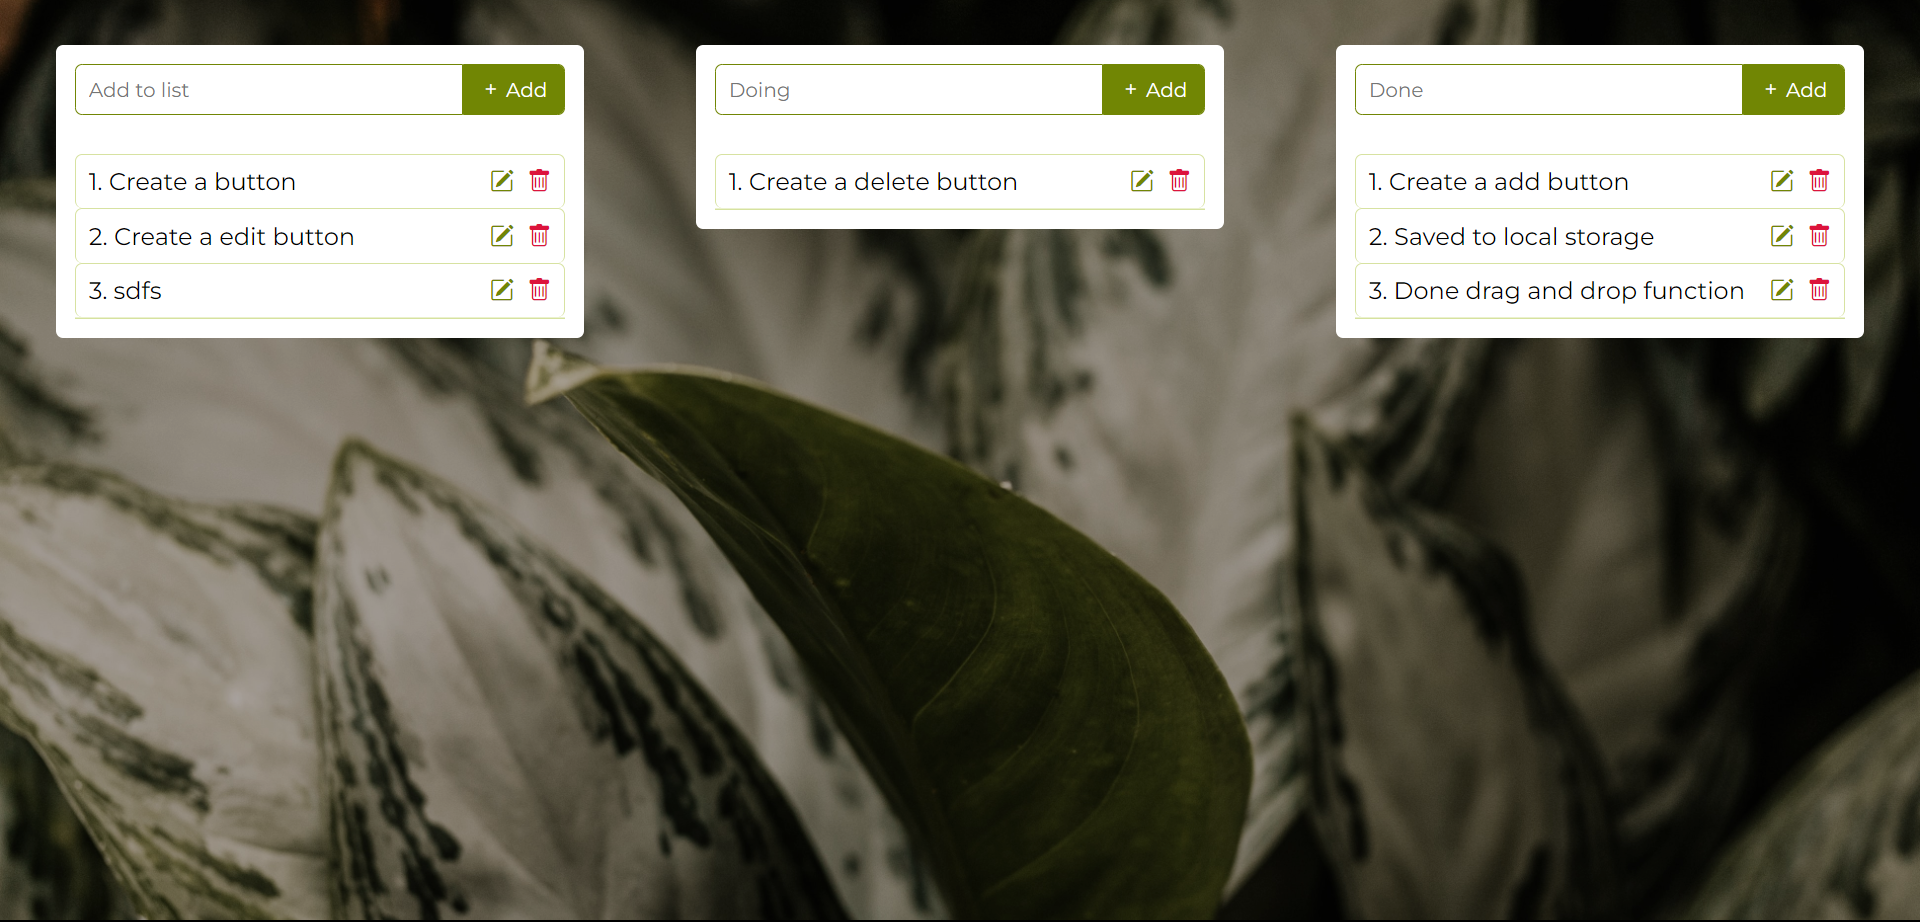 Add to list
+ Add
1. Create a button
2. Create a edit button
3. sdfs
Doing
+ Add
1. Create a delete button
Done
+ Add
1. Create a add button
2. Saved to local storage
3. Done drag and drop function